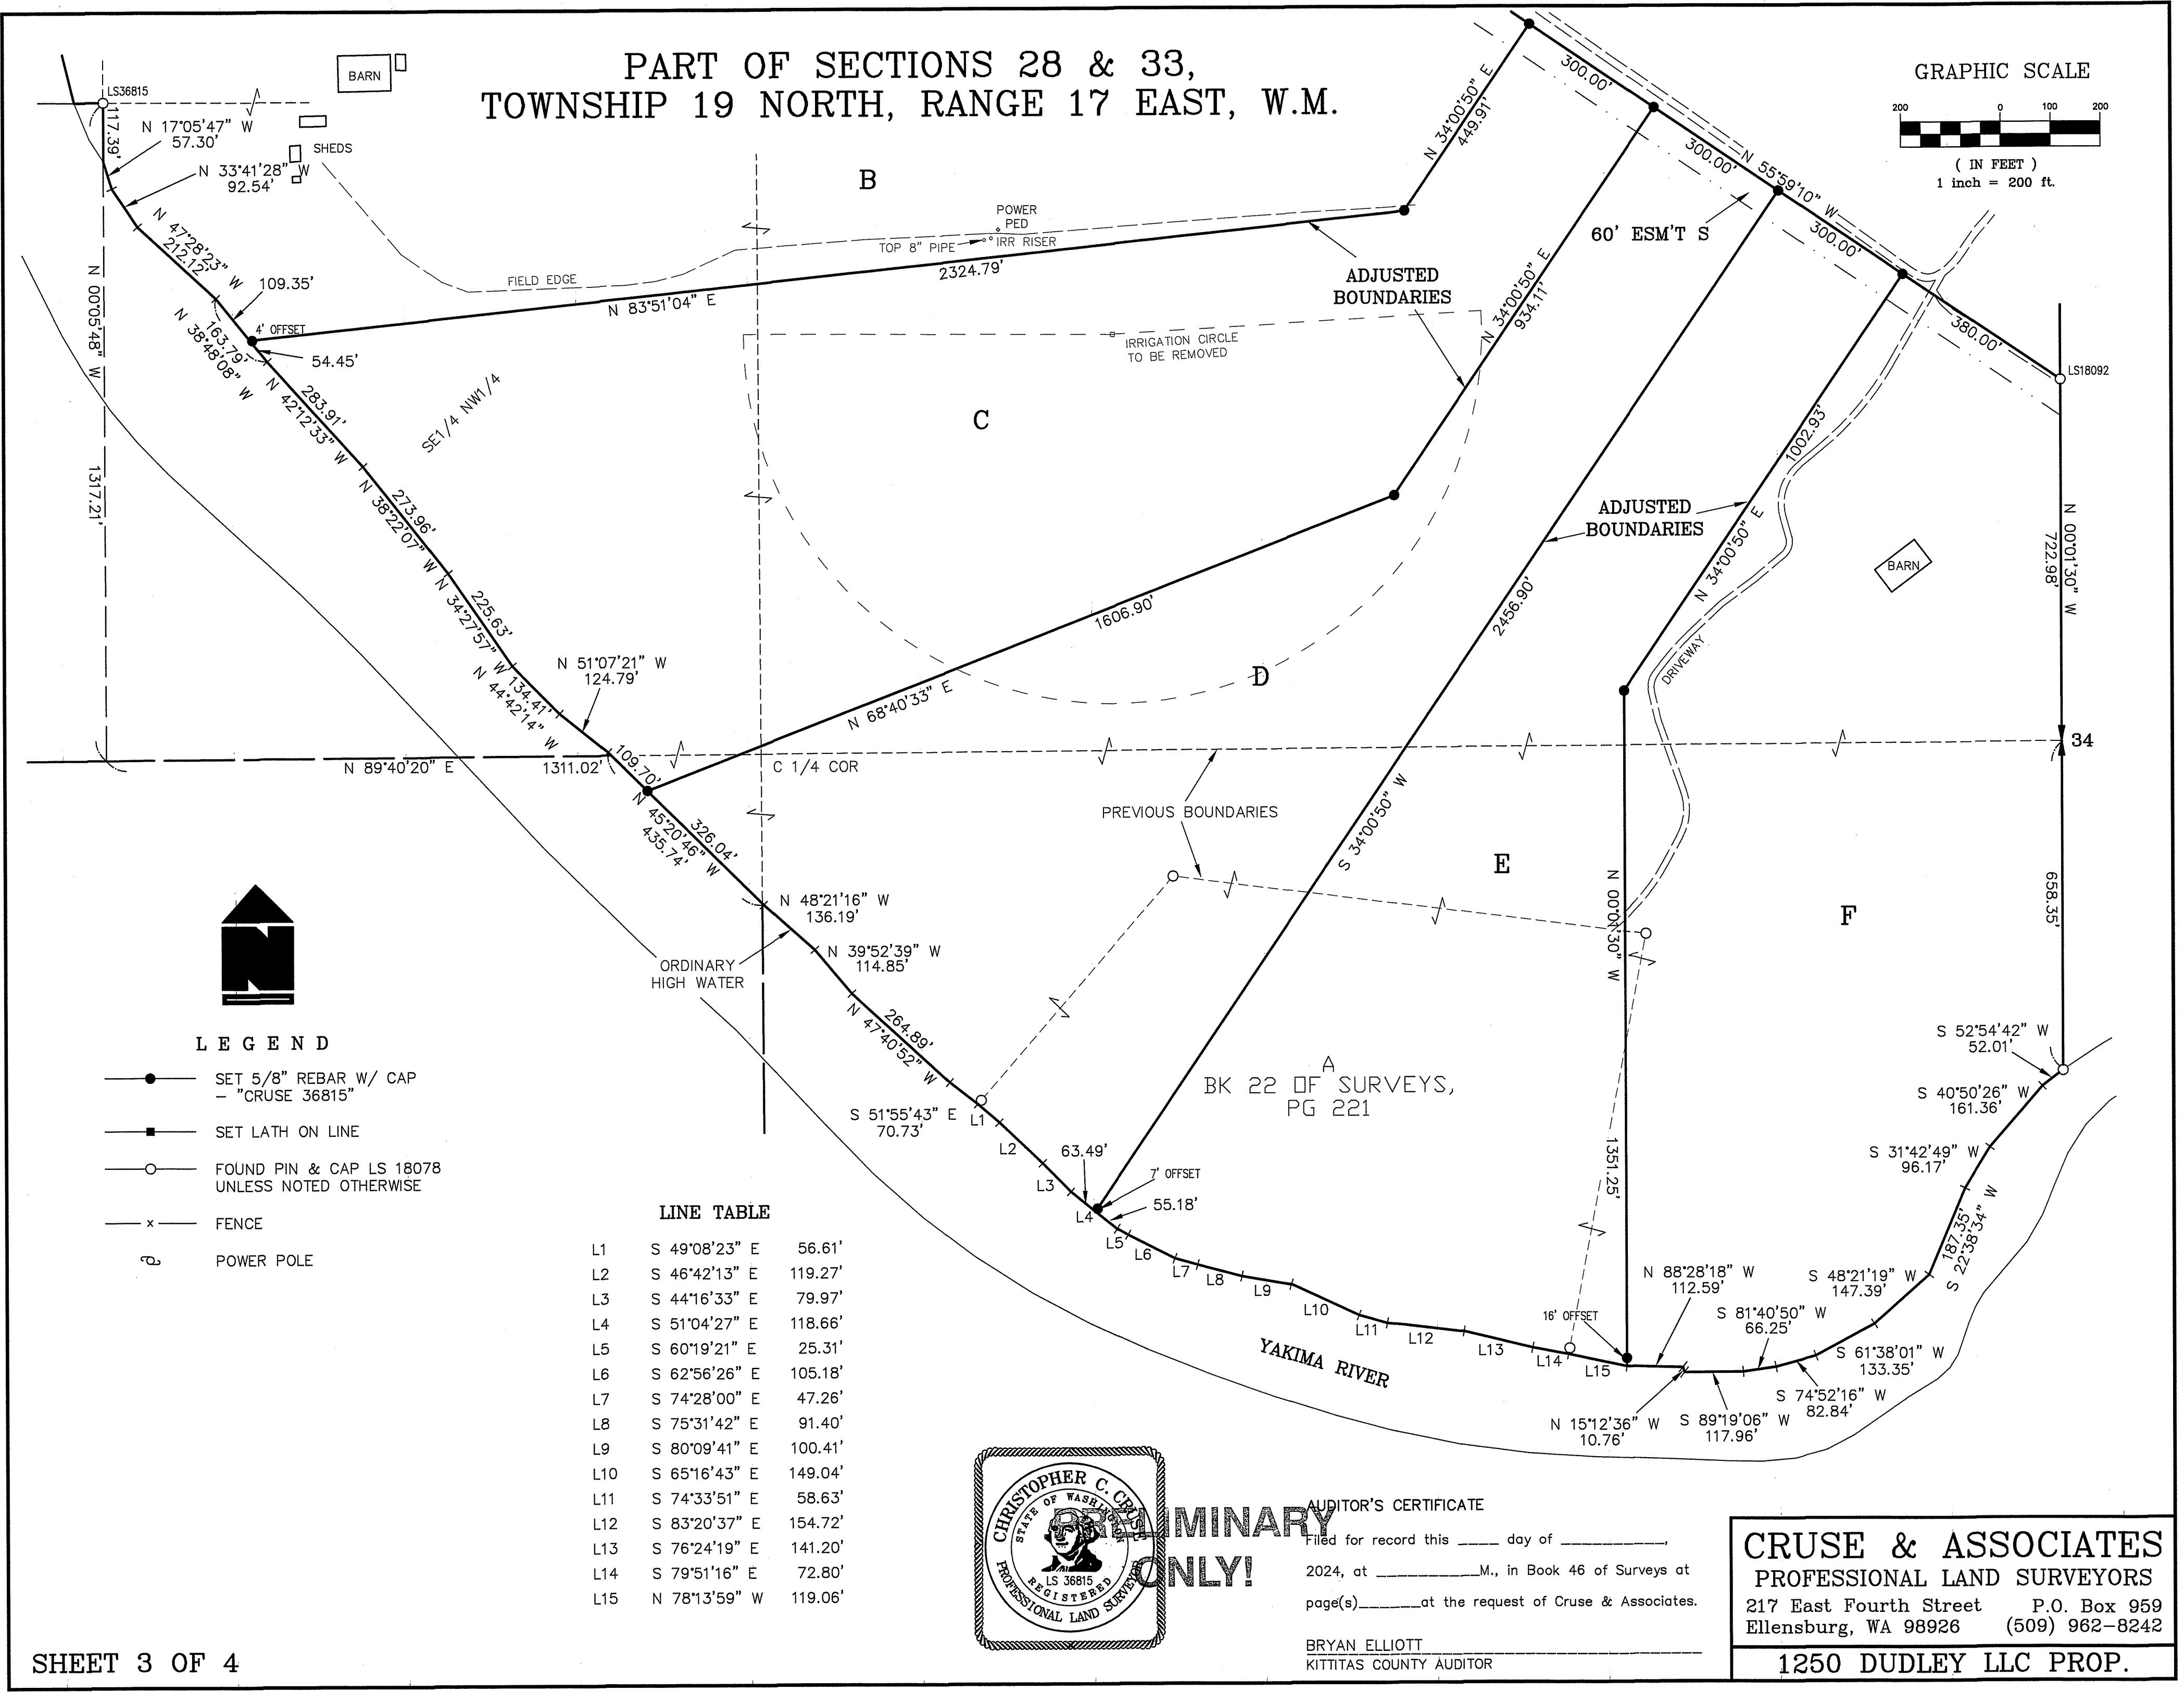 PART OF SECTIONS 28 & 33,
TOWNSHIP 19 NORTH, RANGE 17 EAST, W.M.
GRAPHIC SCALE
200 0 100 200
( IN FEET )
1 inch = 200 ft.
LS36815
117.39'
N 17°05'47" W
57.30'
N 33°41'28" W
92.54'
BARN
SHEDS
N 47°28'23" W
212.12'
109.35'
4' OFFSET
163.79'
N 38°48'08" W
54.45'
N 00°05'48" W
1317.21'
283.91'
N 42°12'33" W
273.96'
N 38°22'07" W
225.63'
N 34°27'57" W
134.41'
N 44°42'14" W
N 51°07'21" W
124.79'
109.70'
N 89°40'20" E
1311.02'
326.04'
N 45°20'46" W
435.74'
SE1/4 NW1/4
FIELD EDGE
B
POWER
PED
TOP 8" PIPE
IRR RISER
N 83°51'04" E
2324.79'
N 34°00'50" E
449.91'
ADJUSTED
BOUNDARIES
IRRIGATION CIRCLE
TO BE REMOVED
C
N 34°00'50" E
934.11'
300.00'
300.00'
N 55°59'10" W
60' ESM'T S
300.00'
380.00'
LS18092
N 68°40'33" E
1606.90'
D
ADJUSTED
BOUNDARIES
1002.93'
N 34°00'50" E
2456.90'
S 34°00'50" W
BARN
DRIVEWAY
N 00°01'30" W
722.98'
34
658.35'
C 1/4 COR
PREVIOUS BOUNDARIES
E
F
N 00°01'30" W
1351.25'
N 48°21'16" W
136.19'
N 39°52'39" W
114.85'
ORDINARY
HIGH WATER
264.89'
N 47°40'52" W
S 51°55'43" E
70.73'
L1
L2
L3
L4
63.49'
7' OFFSET
55.18'
L5
L6
L7
L8
L9
L10
L11
L12
L13
L14
L15
16' OFFSET
A
BK 22 OF SURVEYS,
PG 221
YAKIMA RIVER
N 88°28'18" W
112.59'
N 15°12'36" W
10.76'
S 89°19'06" W
117.96'
S 81°40'50" W
66.25'
S 74°52'16" W
82.84'
S 61°38'01" W
133.35'
S 48°21'19" W
147.39'
187.35'
S 22°38'34" W
S 31°42'49" W
96.17'
S 40°50'26" W
161.36'
S 52°54'42" W
52.01'
N
LEGEND
SET 5/8" REBAR W/ CAP
– "CRUSE 36815"
SET LATH ON LINE
FOUND PIN & CAP LS 18078
UNLESS NOTED OTHERWISE
x FENCE
POWER POLE
LINE TABLE
L1 S 49°08'23" E 56.61'
L2 S 46°42'13" E 119.27'
L3 S 44°16'33" E 79.97'
L4 S 51°04'27" E 118.66'
L5 S 60°19'21" E 25.31'
L6 S 62°56'26" E 105.18'
L7 S 74°28'00" E 47.26'
L8 S 75°31'42" E 91.40'
L9 S 80°09'41" E 100.41'
L10 S 65°16'43" E 149.04'
L11 S 74°33'51" E 58.63'
L12 S 83°20'37" E 154.72'
L13 S 76°24'19" E 141.20'
L14 S 79°51'16" E 72.80'
L15 N 78°13'59" W 119.06'
CHRISTOPHER C. CRUSE
STATE OF WASHINGTON
LS 36815
REGISTERED
PROFESSIONAL LAND SURVEYOR
PRELIMINARY
ONLY!
AUDITOR'S CERTIFICATE
Filed for record this ____ day of __________,
2024, at __________M., in Book 46 of Surveys at
page(s)______at the request of Cruse & Associates.
BRYAN ELLIOTT
KITTITAS COUNTY AUDITOR
CRUSE & ASSOCIATES
PROFESSIONAL LAND SURVEYORS
217 East Fourth Street P.O. Box 959
Ellensburg, WA 98926 (509) 962-8242
1250 DUDLEY LLC PROP.
SHEET 3 OF 4